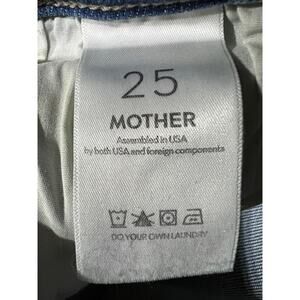 25
MOTHER
Assembled in USA
by both USA and foreign components
DO YOUR OWN LAUNDRY